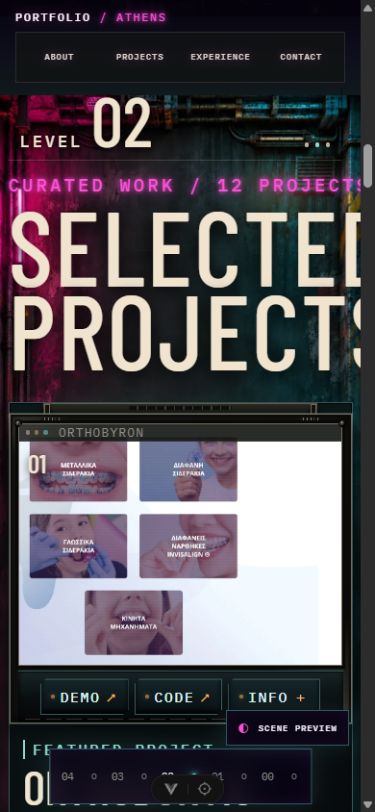 PORTFOLIO / ATHENS
ABOUT PROJECTS EXPERIENCE CONTACT
LEVEL 02
CURATED WORK / 12 PROJECTS
SELECTED
PROJECTS
ORTHOBYRON
01
ΜΕΤΑΛΛΙΚΑ
ΣΙΔΕΡΑΚΙΑ
ΔΙΑΦΑΝΗ
ΣΙΔΕΡΑΚΙΑ
ΓΛΩΣΣΙΚΑ
ΣΙΔΕΡΑΚΙΑ
ΔΙΑΦΑΝΕΙΣ
ΝΑΡΘΗΚΕΣ
INVISALIGN ®
ΚΙΝΗΤΑ
ΜΗΧΑΝΗΜΑΤΑ
DEMO ↗ CODE ↗ INFO +
SCENE PREVIEW
FEATURED PROJECT
04 03 01 00